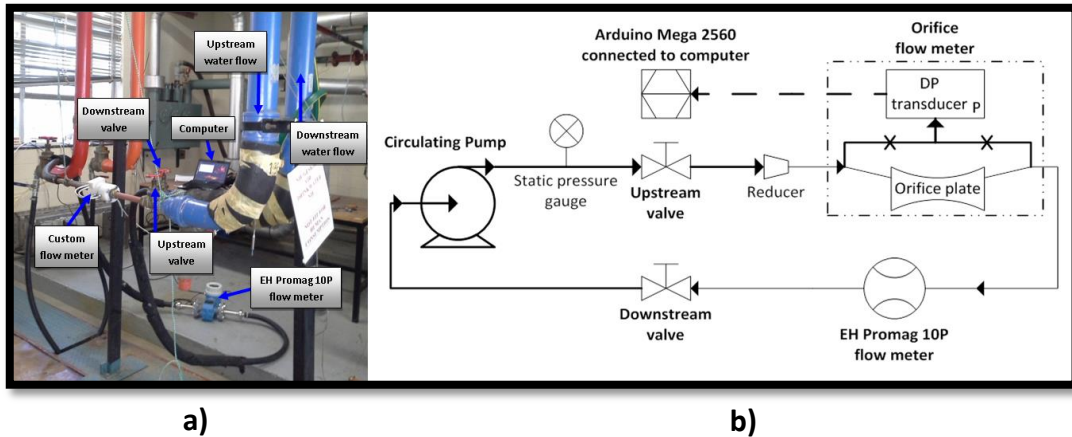 Upstream
water flow
Downstream
valve
Computer
Downstream
water flow
Custom
flow meter
Upstream
valve
EH Promag 10P
flow meter
a)
Arduino Mega 2560
connected to computer
Orifice
flow meter
DP
transducer P
Circulating Pump
Static pressure
gauge
Upstream
valve
Reducer
Orifice plate
Downstream
valve
EH Promag 10P
flow meter
b)